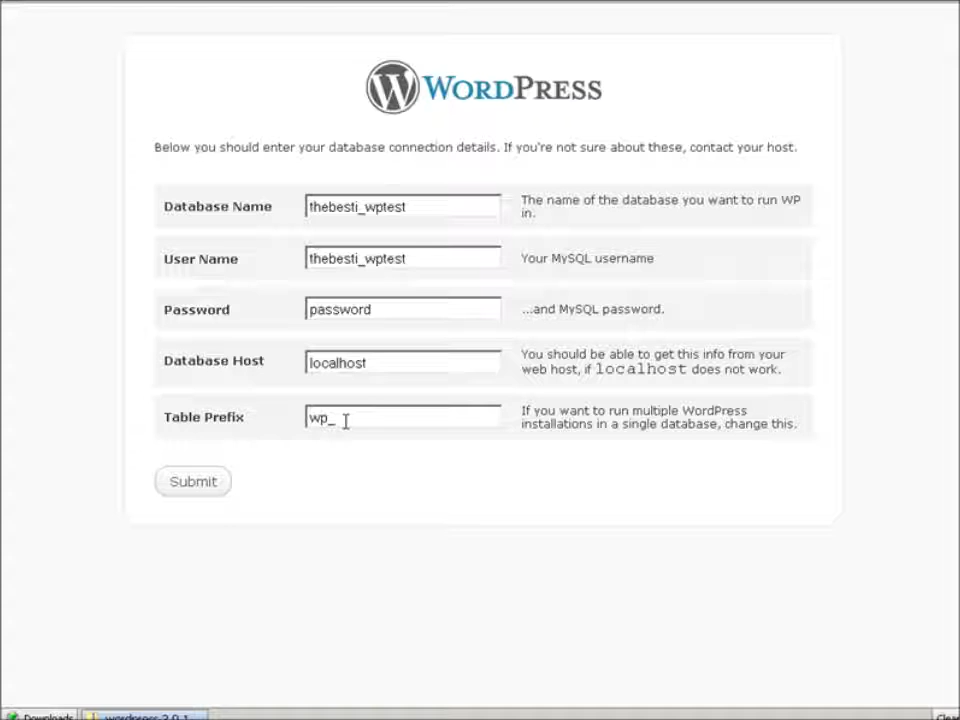 WORDPRESS
Below you should enter your database connection details. If you're not sure about these, contact your host.
Database Name
thebesti_wptest
The name of the database you want to run WP
in.
User Name
thebesti_wptest
Your MySQL username
Password
password
...and MySQL password.
Database Host
localhost
You should be able to get this info from your
web host, if localhost does not work.
Table Prefix
wp_
If you want to run multiple WordPress
installations in a single database, change this.
Submit
Downloads